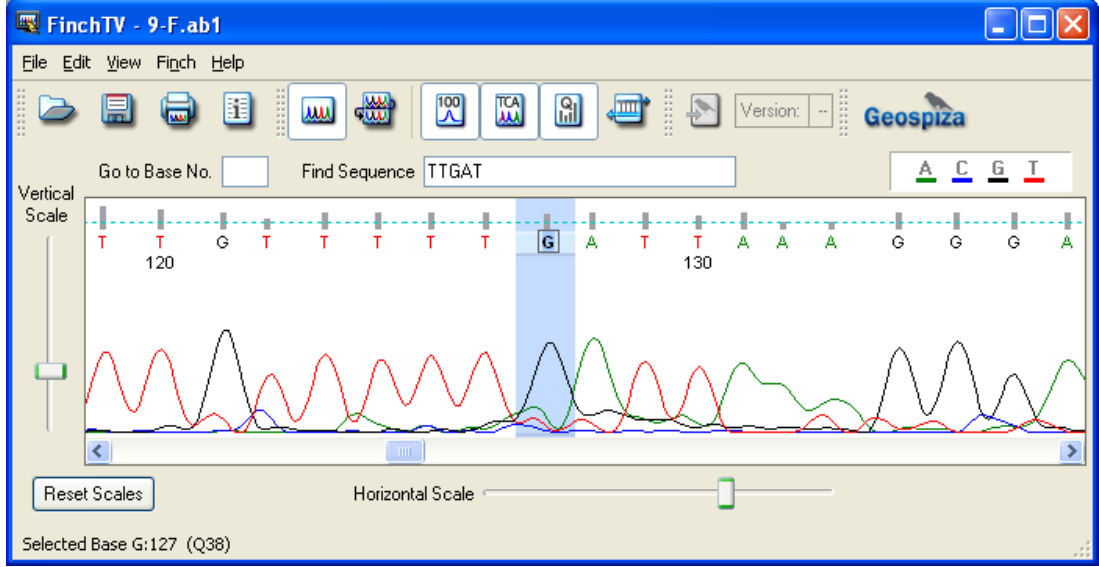 FinchTV - 9-F.ab1
File Edit View Finch Help
100 TCA Q Version: -- Geospiza
Go to Base No. Find Sequence TTGAT A C G T
Vertical
Scale
T T G T T T T T G A T T A A A G G G A
120 130
Reset Scales Horizontal Scale
Selected Base G:127 (Q38)